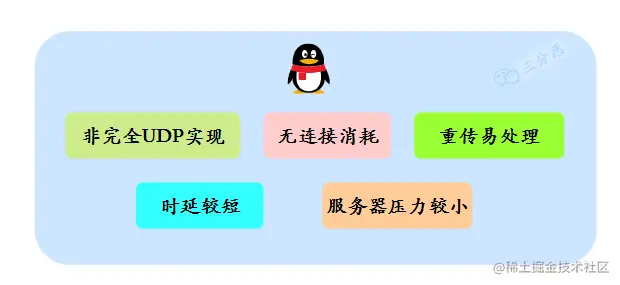 三分恶
非完全UDP实现
无连接消耗
重传易处理
时延较短
服务器压力较小
@稀土掘金技术社区